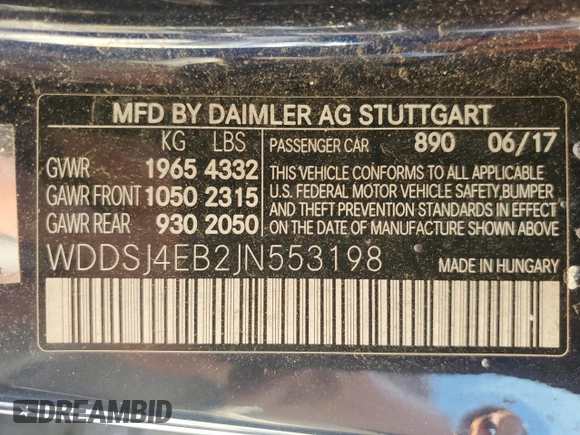 MFD BY DAIMLER AG STUTTGART
KG LBS PASSENGER CAR 890 06/17
GVWR 1965 4332
GAWR FRONT 1050 2315
GAWR REAR 930 2050
THIS VEHICLE CONFORMS TO ALL APPLICABLE
U.S. FEDERAL MOTOR VEHICLE SAFETY, BUMPER
AND THEFT PREVENTION STANDARDS IN EFFECT
ON THE DATE OF MANUFACTURE SHOWN ABOVE.
WDDSJ4EB2JN553198 MADE IN HUNGARY
DREAMBID